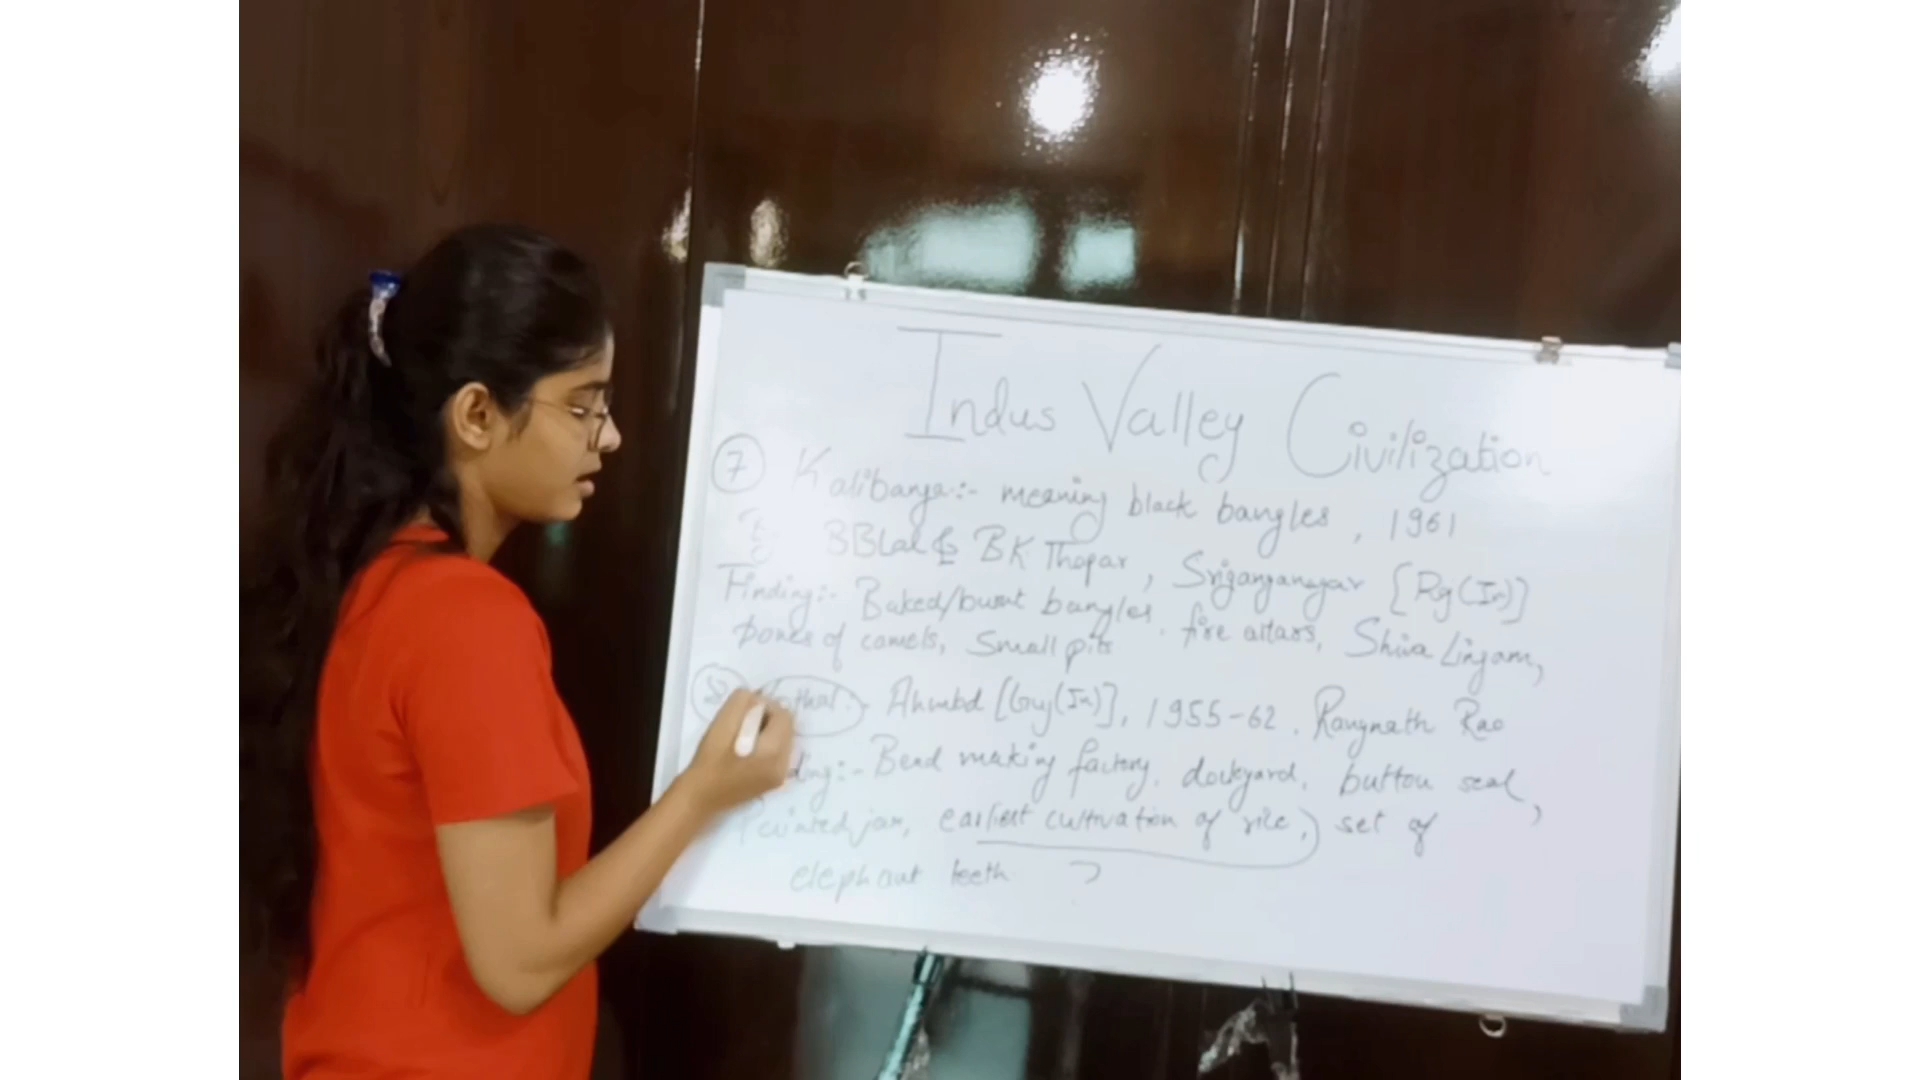 Indus Valley Civilization
7 Kalibanga:- meaning black bangles, 1961
BBLal & BK Thapar, Sriganganagar [Rj(In)]
Finding:- Baked/burnt bangles, fire altars, Shiva Lingam,
bones of camels, Small pits
Ahmbd [Guj(In)], 1955-62, Rangnath Rao
Bead making factory, dockyard, button seal,
Painted jar, earliest cultivation of rice, set of
elephant teeth